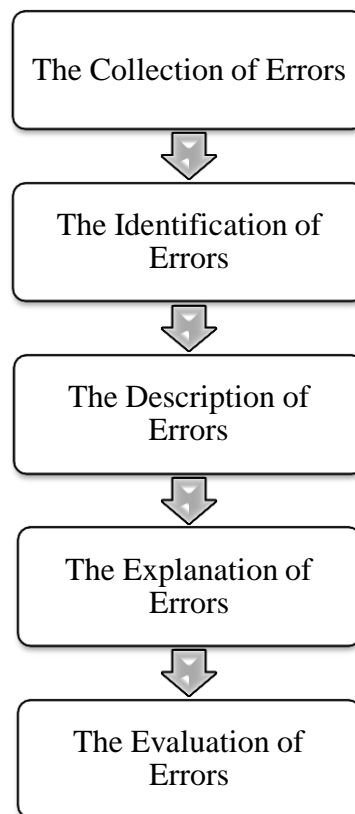 The Collection of Errors
The Identification of
Errors
The Description of
Errors
The Explanation of
Errors
The Evaluation of
Errors